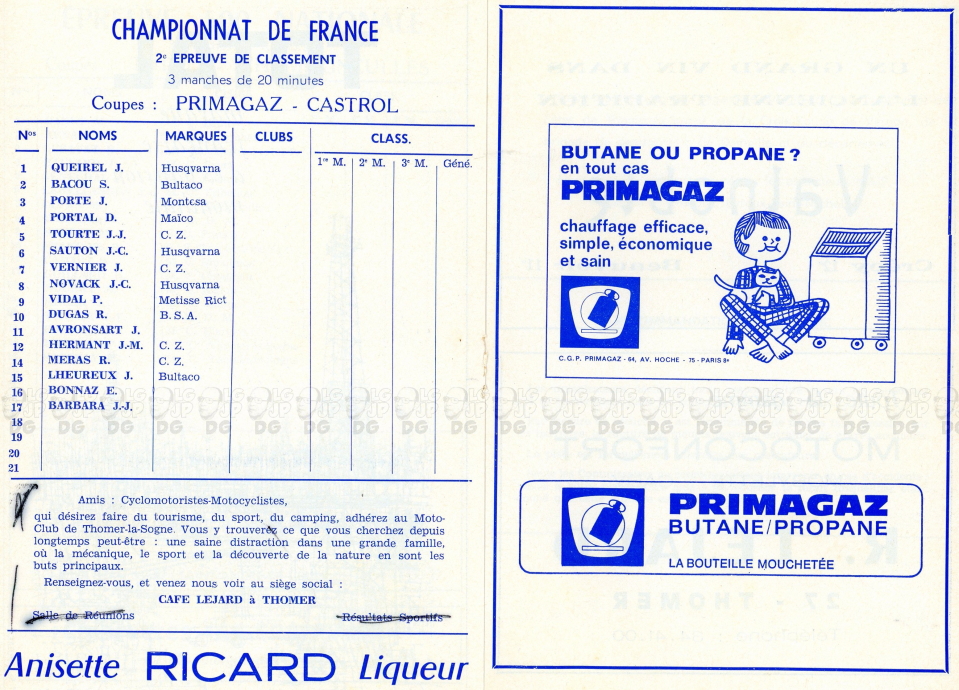 CHAMPIONNAT DE FRANCE
2e EPREUVE DE CLASSEMENT
3 manches de 20 minutes
Coupes : PRIMAGAZ - CASTROL
Nos NOMS MARQUES CLUBS CLASS.
1re M. 2e M. 3e M. Géné.
1 QUEIREL J. Husqvarna
2 BACOU S. Bultaco
3 PORTE J. Montesa
4 PORTAL D. Maïco
5 TOURTE J.-J. C. Z.
6 SAUTON J.-C. Husqvarna
7 VERNIER J. C. Z.
8 NOVACK J.-C. Husqvarna
9 VIDAL P. Metisse Rict
10 DUGAS R. B. S. A.
11 AVRONSART J.
12 HERMANT J.-M. C. Z.
14 MERAS R. C. Z.
15 LHEUREUX J. Bultaco
16 BONNAZ E.
17 BARBARA J.-J.
18
19
20
21
Amis : Cyclomotoristes-Motocyclistes,
qui désirez faire du tourisme, du sport, du camping, adhérez au Moto-
Club de Thomer-la-Sogne. Vous y trouverez ce que vous cherchez depuis
longtemps peut-être : une saine distraction dans une grande famille,
où la mécanique, le sport et la découverte de la nature en sont les
buts principaux.
Renseignez-vous, et venez nous voir au siège social :
CAFE LEJARD à THOMER
Salle de Réunions Résultats Sportifs
Anisette RICARD Liqueur
BUTANE OU PROPANE ?
en tout cas
PRIMAGAZ
chauffage efficace,
simple, économique
et sain
C. G. P. PRIMAGAZ - 64, AV. HOCHE - 75 - PARIS 8e
PRIMAGAZ
BUTANE/PROPANE
LA BOUTEILLE MOUCHETÉE